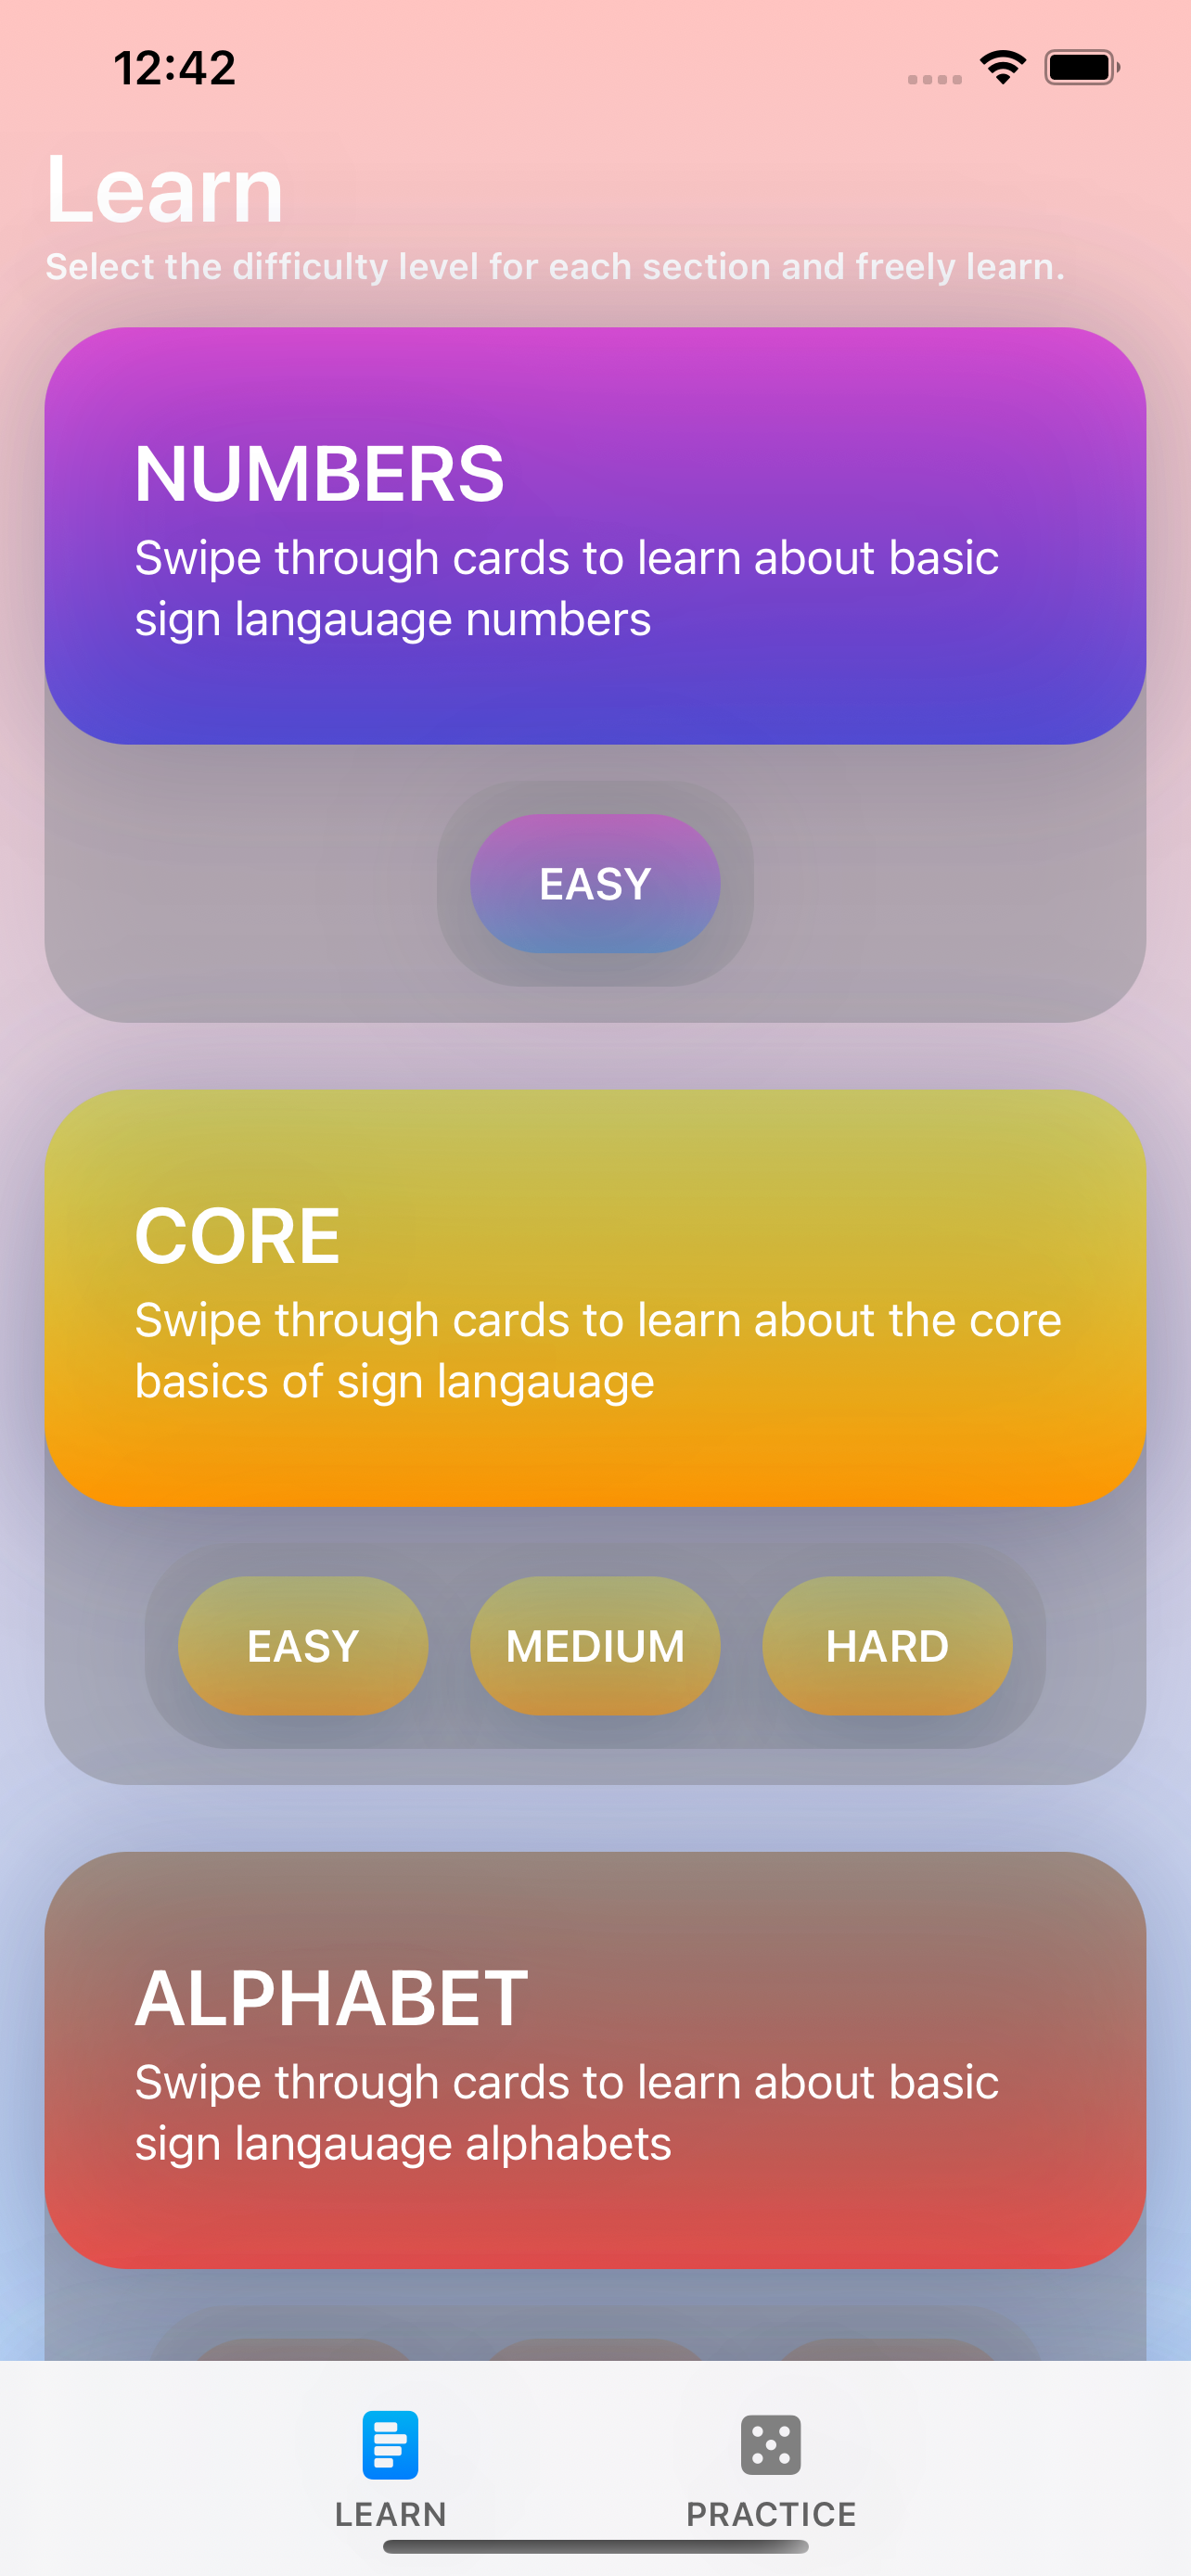 12:42
Learn
Select the difficulty level for each section and freely learn.
NUMBERS
Swipe through cards to learn about basic
sign langauage numbers
EASY
CORE
Swipe through cards to learn about the core
basics of sign langauage
EASY MEDIUM HARD
ALPHABET
Swipe through cards to learn about basic
sign langauage alphabets
LEARN PRACTICE